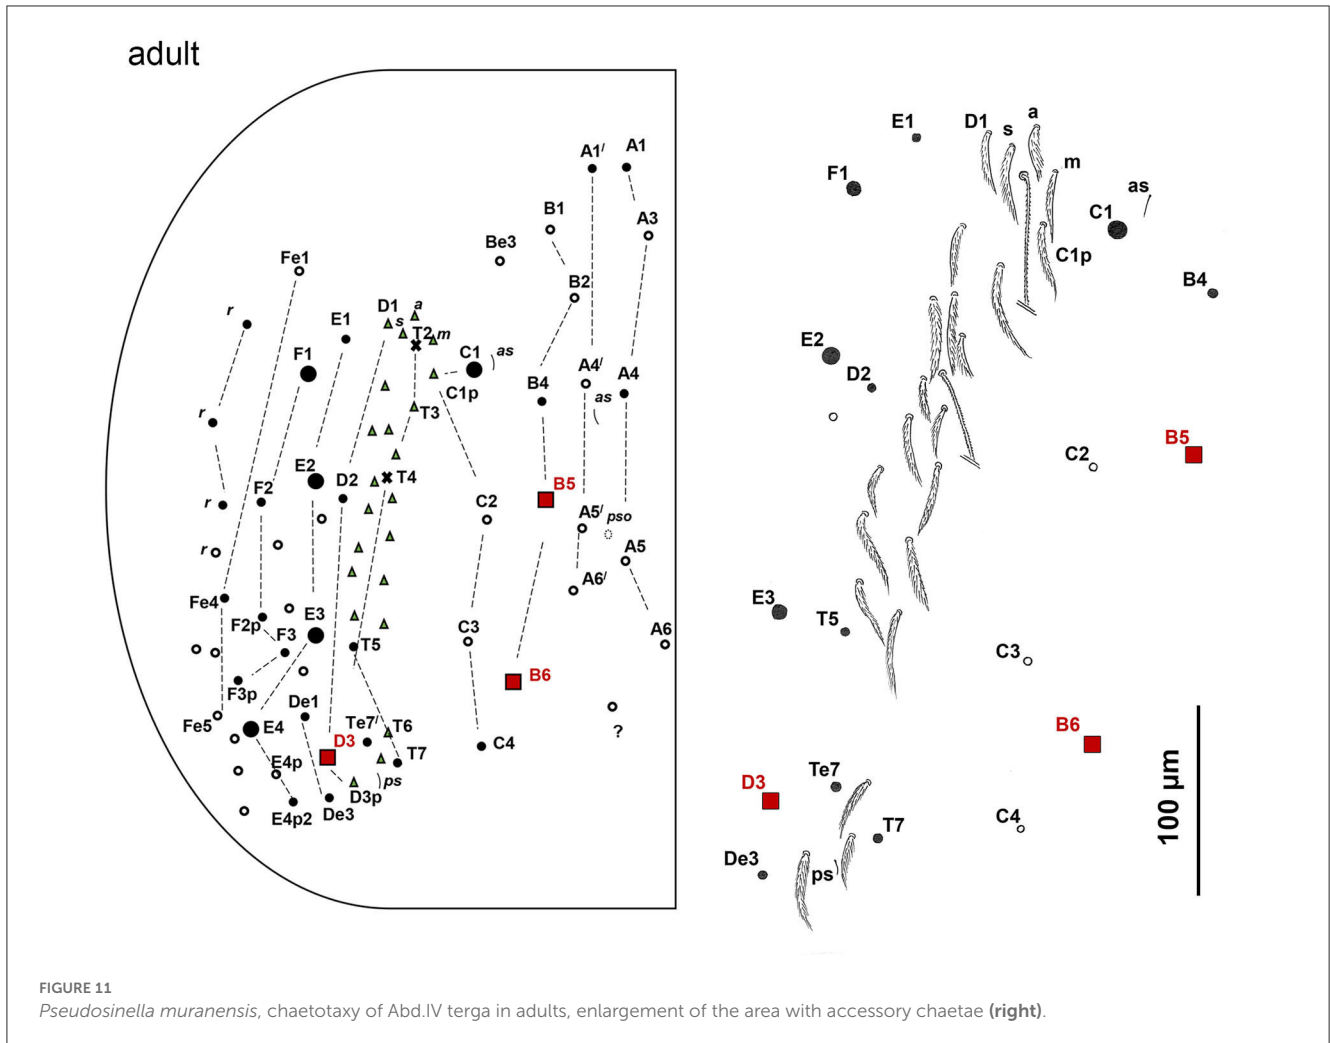 adult
A1/ A1
B1
A3
Be3
Fe1
B2
r
E1
D1 a
s T2 m
F1
C1 as
A4/ A4
B4
C1p
as
T3
r
E2
D2
T4
B5
F2
C2
A5/ pso
r
A5
r
A6/
Fe4
F2p
F3
E3
C3
A6
T5
B6
F3p
De1
Fe5
E4
Te7/ T6
?
D3
T7
C4
E4p
D3p ps
E4p2 De3
a
E1 D1 s
m
F1
as
C1
C1p
B4
E2
D2
B5
C2
E3
T5
C3
B6
D3
Te7
C4
T7
De3
ps
100 µm
FIGURE 11
Pseudosinella muranensis, chaetotaxy of Abd.IV terga in adults, enlargement of the area with accessory chaetae (right).